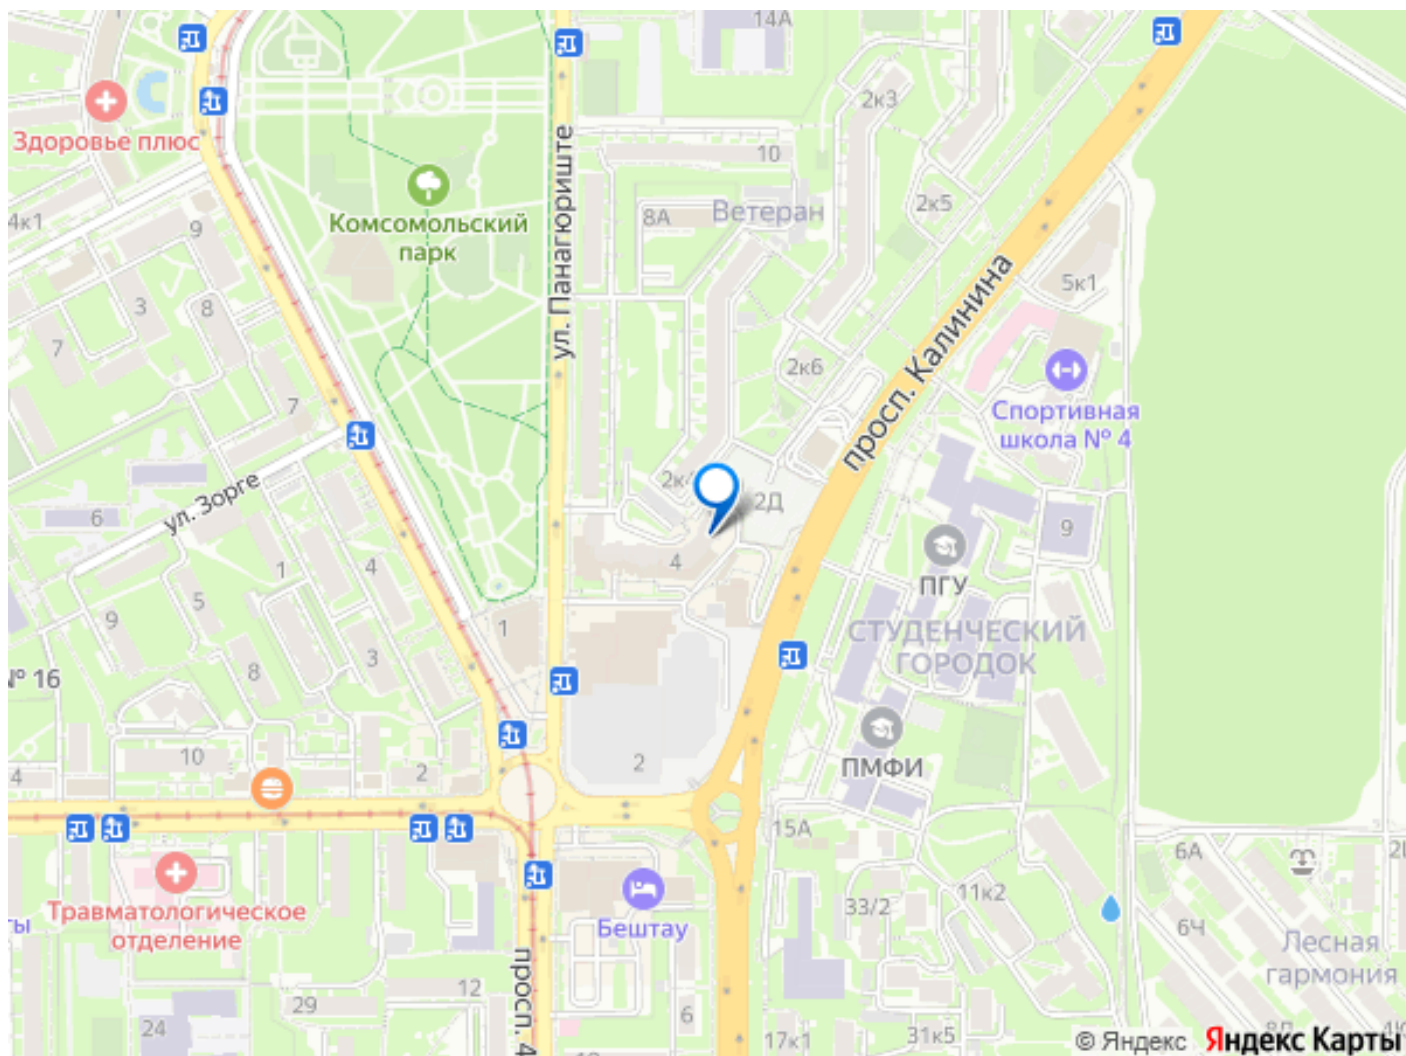 14А
2к3
Здоровье плюс
ул. Панагюриште
10
Комсомольский
парк
4к1
9
8А
Ветеран
2к5
3
8
7
5к1
просп. Калинина
2к6
7
Спортивная
школа № 4
ул. Зорге
6
2Д
9
4
ПГУ
1
4
5
9
1
3
8
СТУДЕНЧЕСКИЙ
ГОРОДОК
№ 16
10
4
2
2
ПМФИ
15А
6А
Травматологическое
отделение
Бештау
33/2
11к2
6Ч
Лесная
гармония
просп. 4
12
29
24
6
17к1
31к5
© Яндекс Яндекс Карты